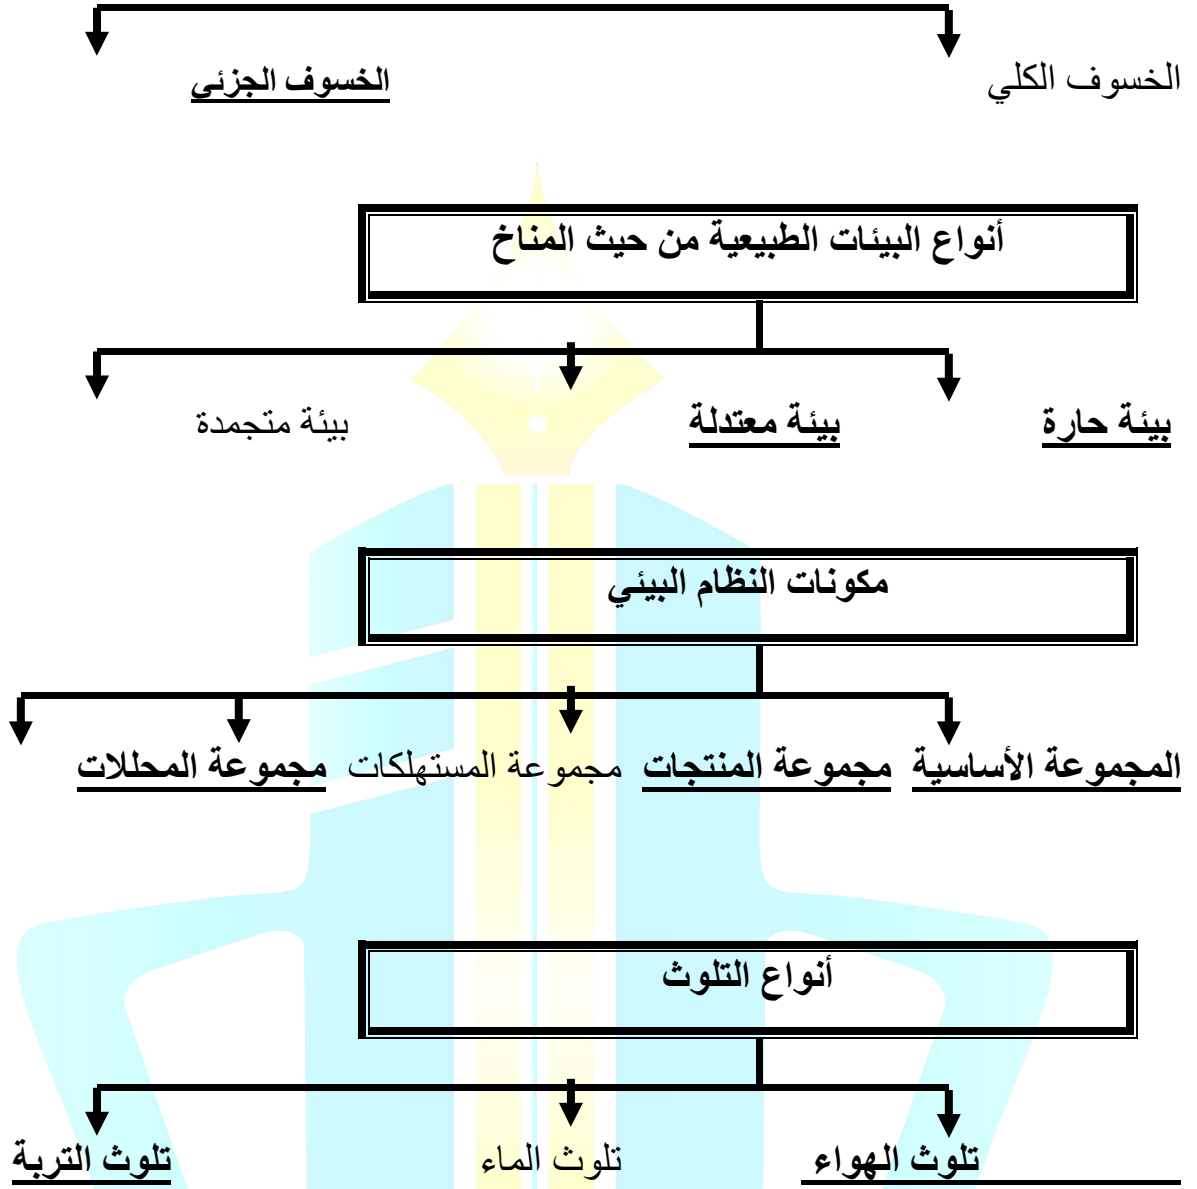 الخسوف الكلي الخسوف الجزئي
أنواع البيئات الطبيعية من حيث المناخ
بيئة حارة بيئة معتدلة بيئة متجمدة
مكونات النظام البيئي
المجموعة الأساسية مجموعة المنتجات مجموعة المستهلكات مجموعة المحللات
أنواع التلوث
تلوث الهواء تلوث الماء تلوث التربة